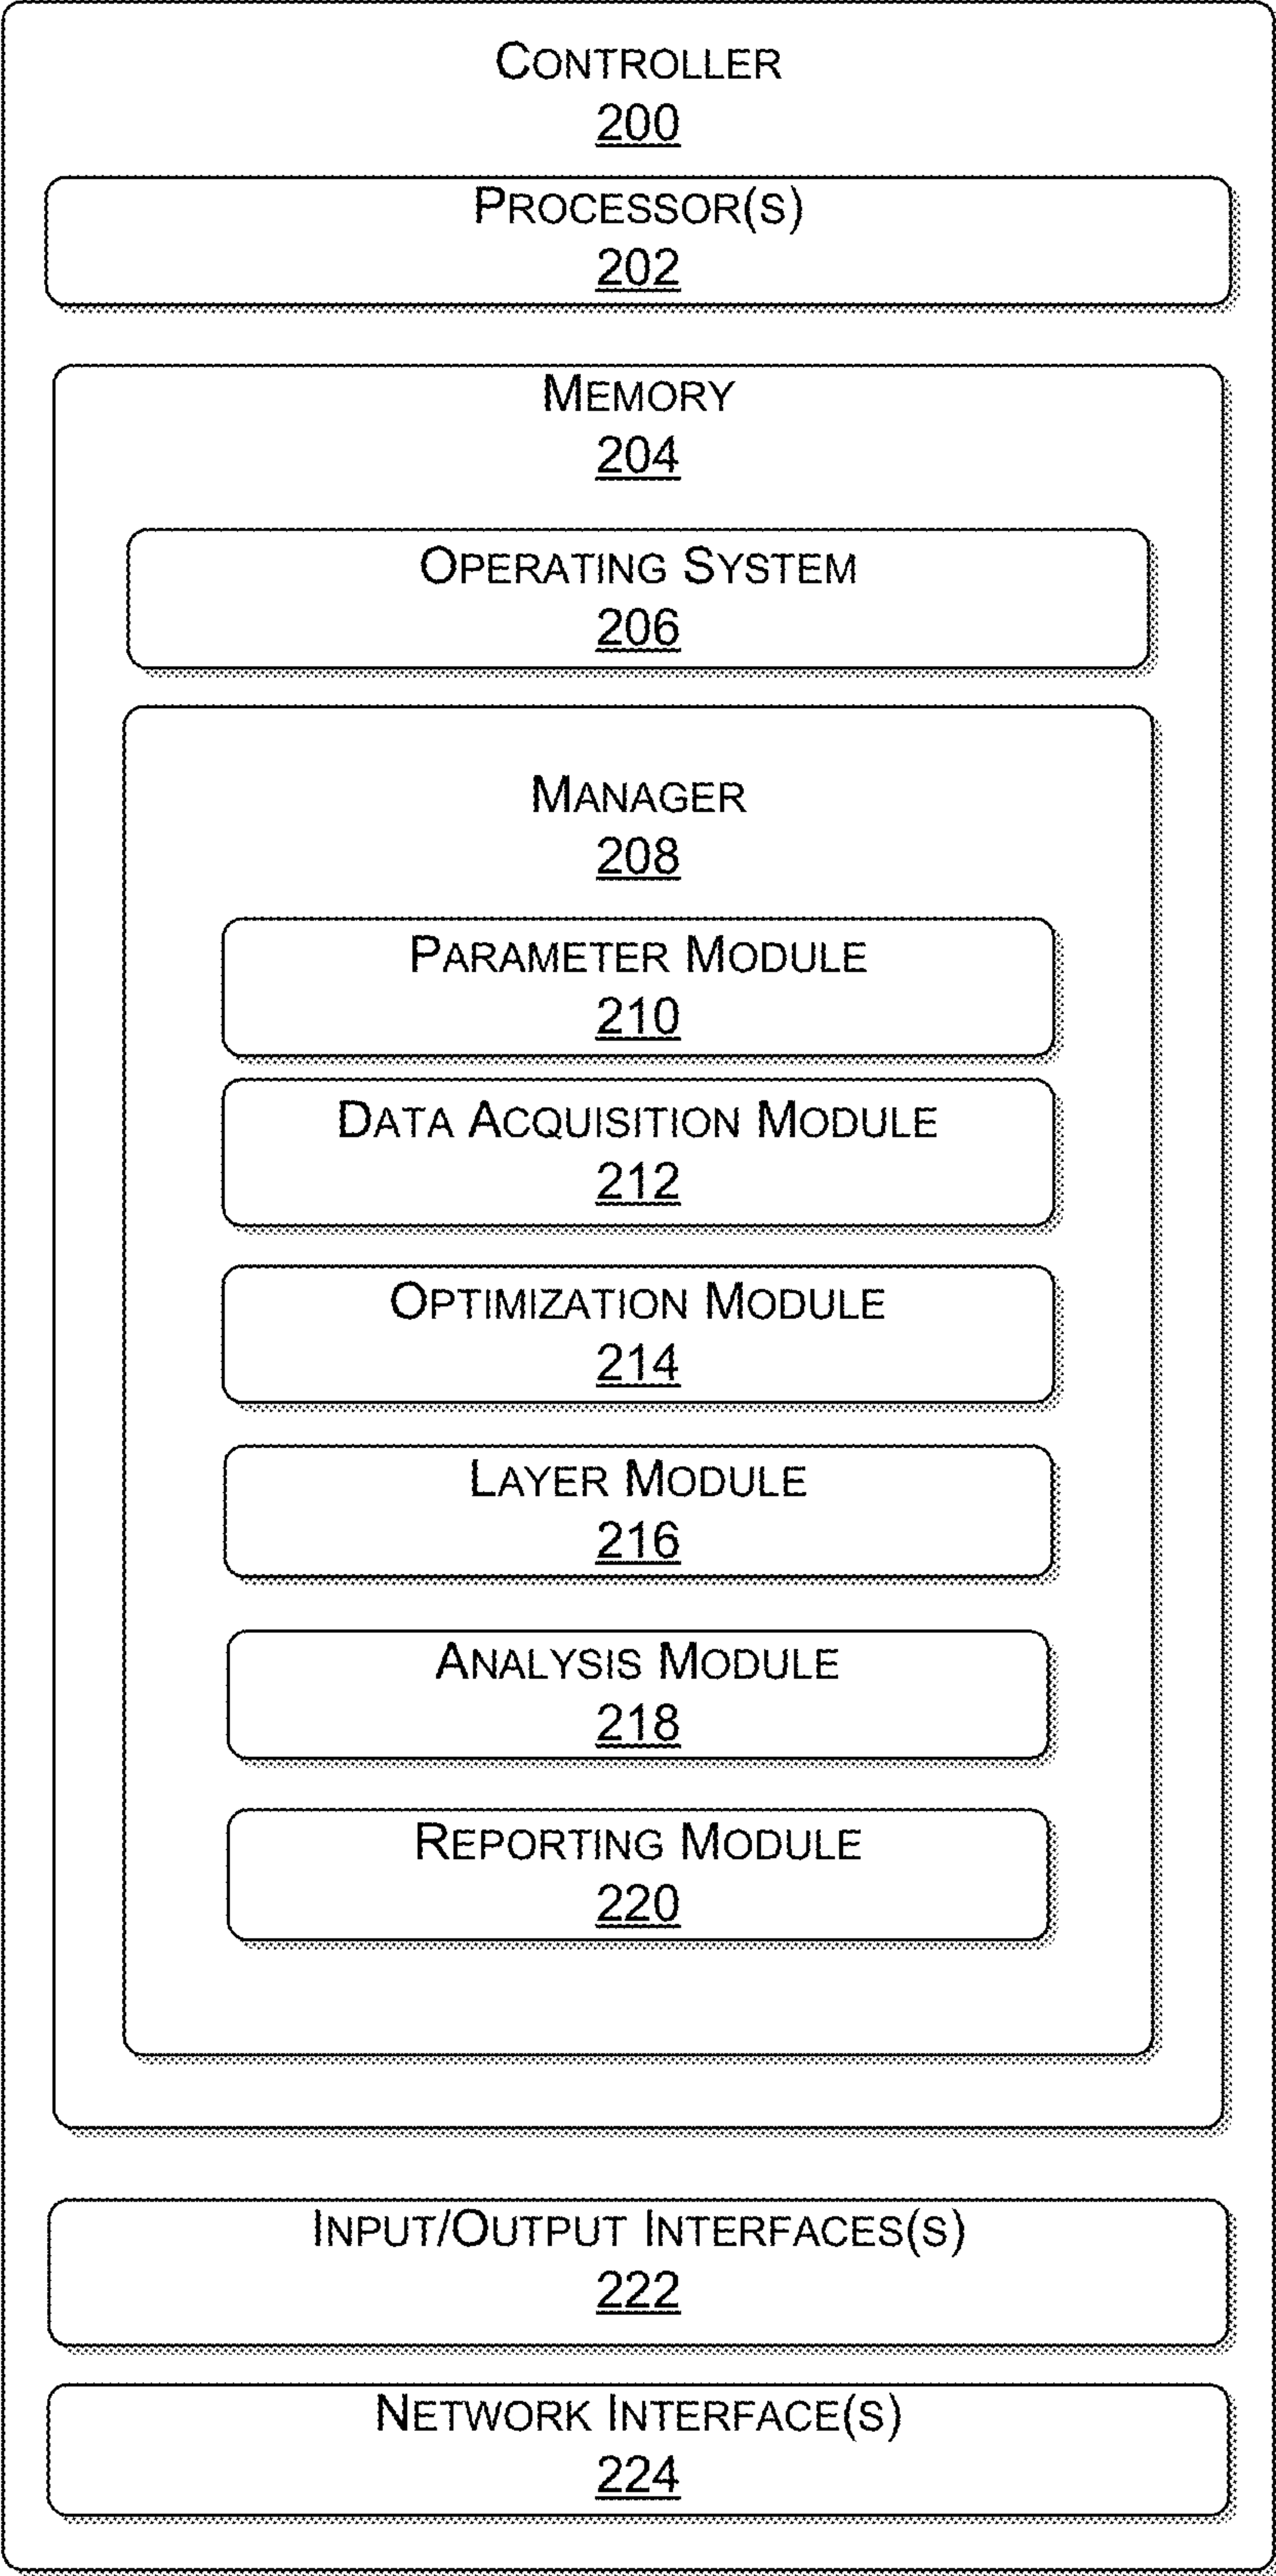 CONTROLLER
200
PROCESSOR(S)
202
MEMORY
204
OPERATING SYSTEM
206
MANAGER
208
PARAMETER MODULE
210
DATA ACQUISITION MODULE
212
OPTIMIZATION MODULE
214
LAYER MODULE
216
ANALYSIS MODULE
218
REPORTING MODULE
220
INPUT/OUTPUT INTERFACES(S)
222
NETWORK INTERFACE(S)
224